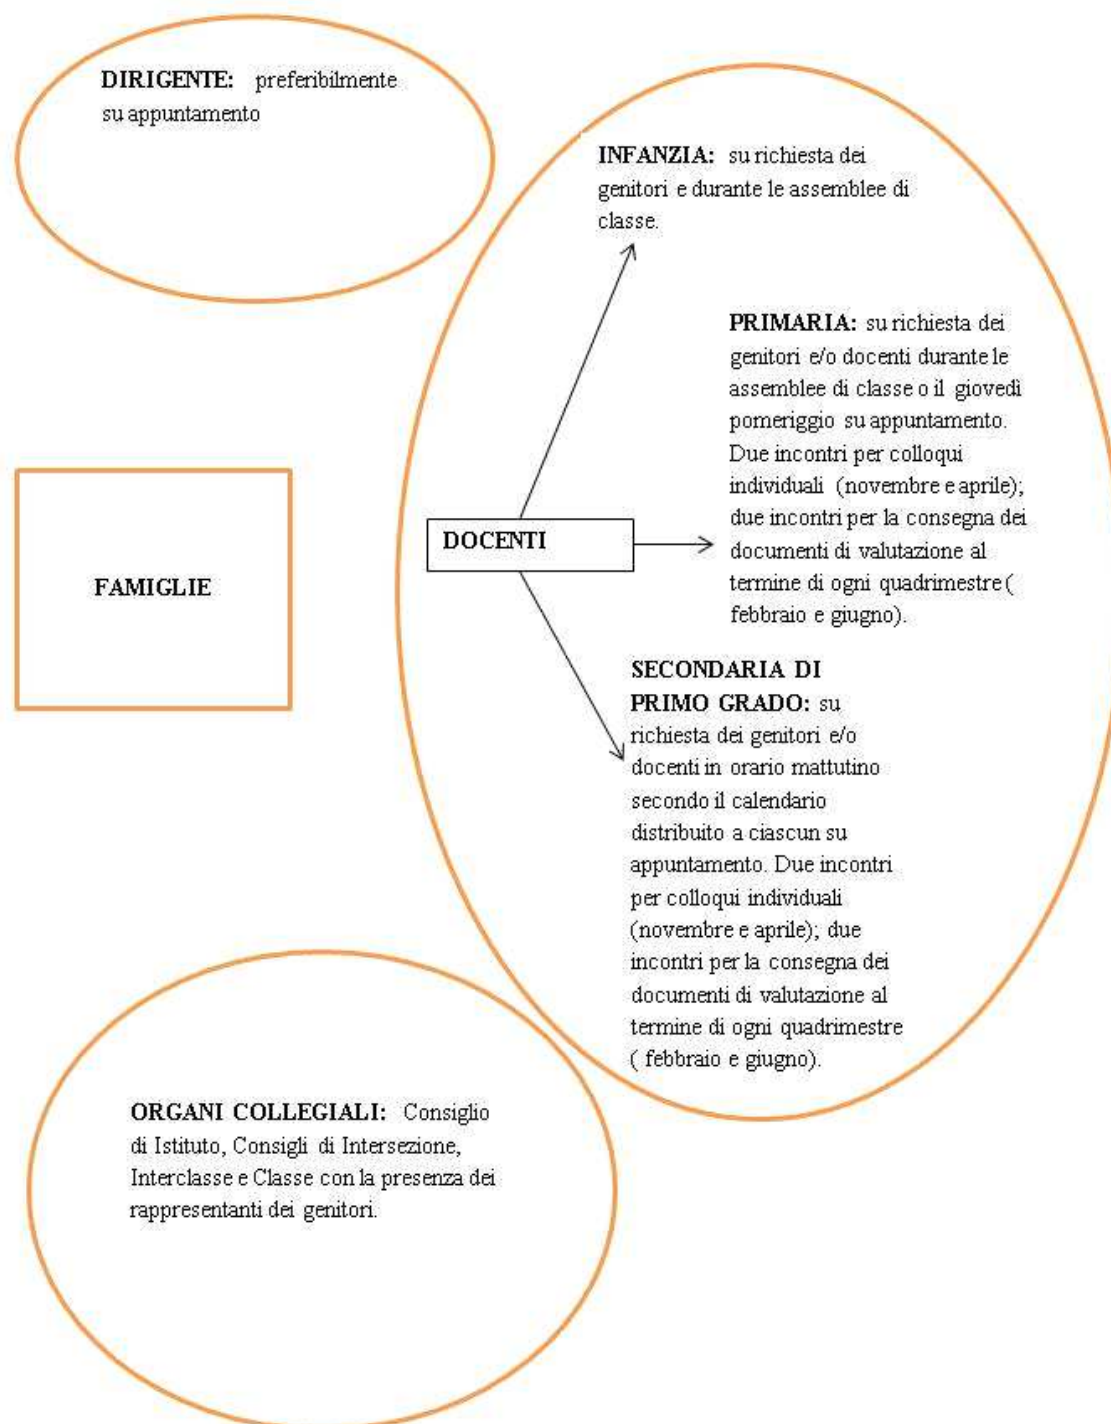 DIRIGENTE: preferibilmente
su appuntamento
INFANZIA: su richiesta dei
genitori e durante le assemblee di
classe.
PRIMARIA: su richiesta dei
genitori e/o docenti durante le
assemblee di classe o il giovedì
pomeriggio su appuntamento.
Due incontri per colloqui
individuali (novembre e aprile);
due incontri per la consegna dei
documenti di valutazione al
termine di ogni quadrimestre (
febbraio e giugno).
DOCENTI
FAMIGLIE
SECONDARIA DI
PRIMO GRADO: su
richiesta dei genitori e/o
docenti in orario mattutino
secondo il calendario
distribuito a ciascun su
appuntamento. Due incontri
per colloqui individuali
(novembre e aprile); due
incontri per la consegna dei
documenti di valutazione al
termine di ogni quadrimestre
( febbraio e giugno).
ORGANI COLLEGIALI: Consiglio
di Istituto, Consigli di Intersezione,
Interclasse e Classe con la presenza dei
rappresentanti dei genitori.